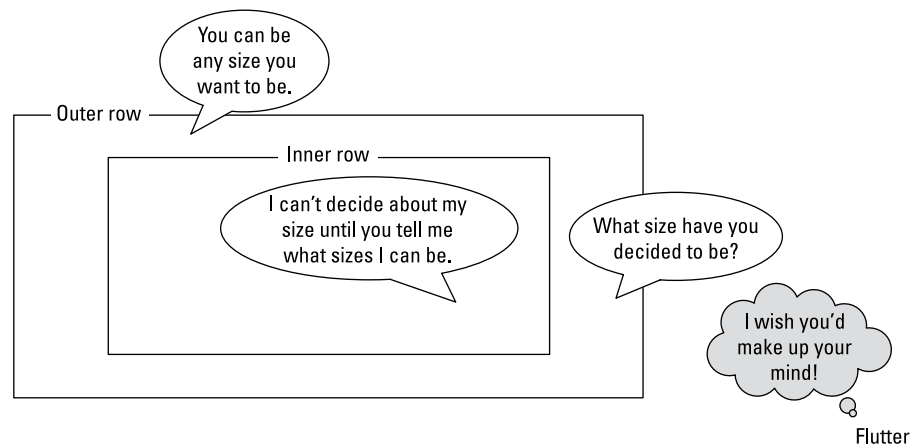 You can be
any size you
want to be.
Outer row
Inner row
I can't decide about my
size until you tell me
what sizes I can be.
What size have you
decided to be?
I wish you'd
make up your
mind!
Flutter